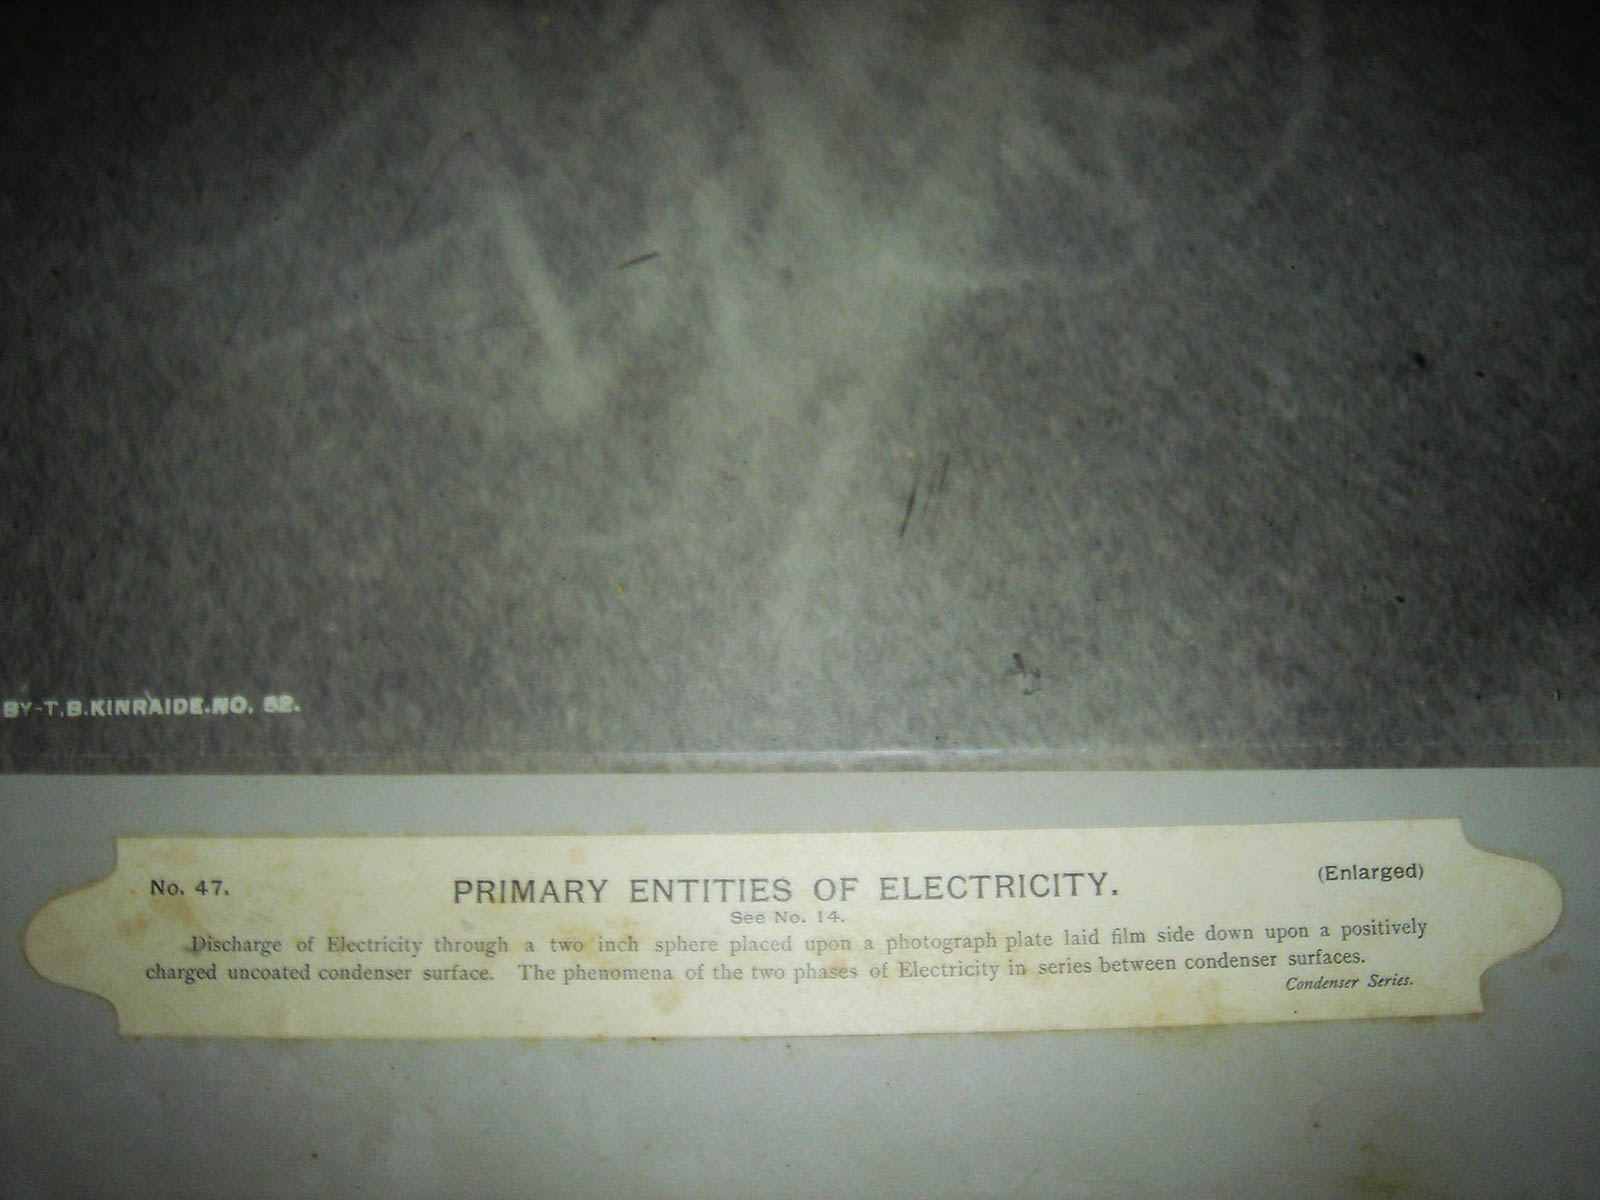 BY-T.B.KINRAIDE.NO. 52.
No. 47. PRIMARY ENTITIES OF ELECTRICITY. (Enlarged)
See No. 14.
Discharge of Electricity through a two inch sphere placed upon a photograph plate laid film side down upon a positively
charged uncoated condenser surface. The phenomena of the two phases of Electricity in series between condenser surfaces.
Condenser Series.